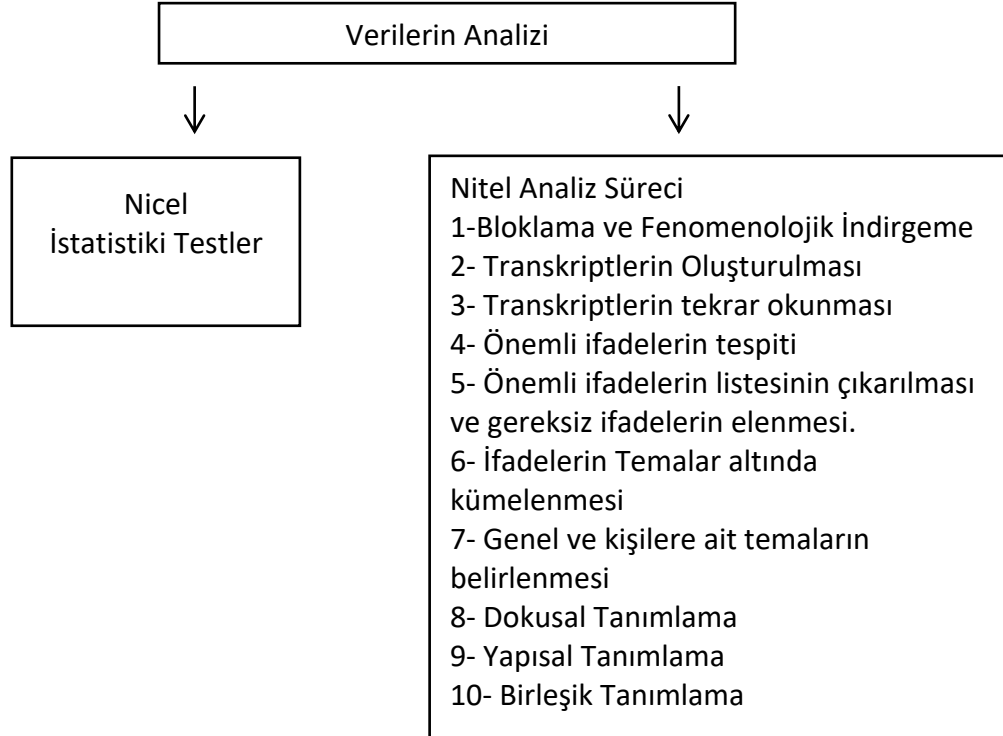 Verilerin Analizi
Nicel
İstatistiki Testler
Nitel Analiz Süreci
1-Bloklama ve Fenomenolojik İndirgeme
2- Transkriptlerin Oluşturulması
3- Transkriptlerin tekrar okunması
4- Önemli ifadelerin tespiti
5- Önemli ifadelerin listesinin çıkarılması
ve gereksiz ifadelerin elenmesi.
6- İfadelerin Temalar altında
kümelenmesi
7- Genel ve kişilere ait temaların
belirlenmesi
8- Dokusal Tanımlama
9- Yapısal Tanımlama
10- Birleşik Tanımlama